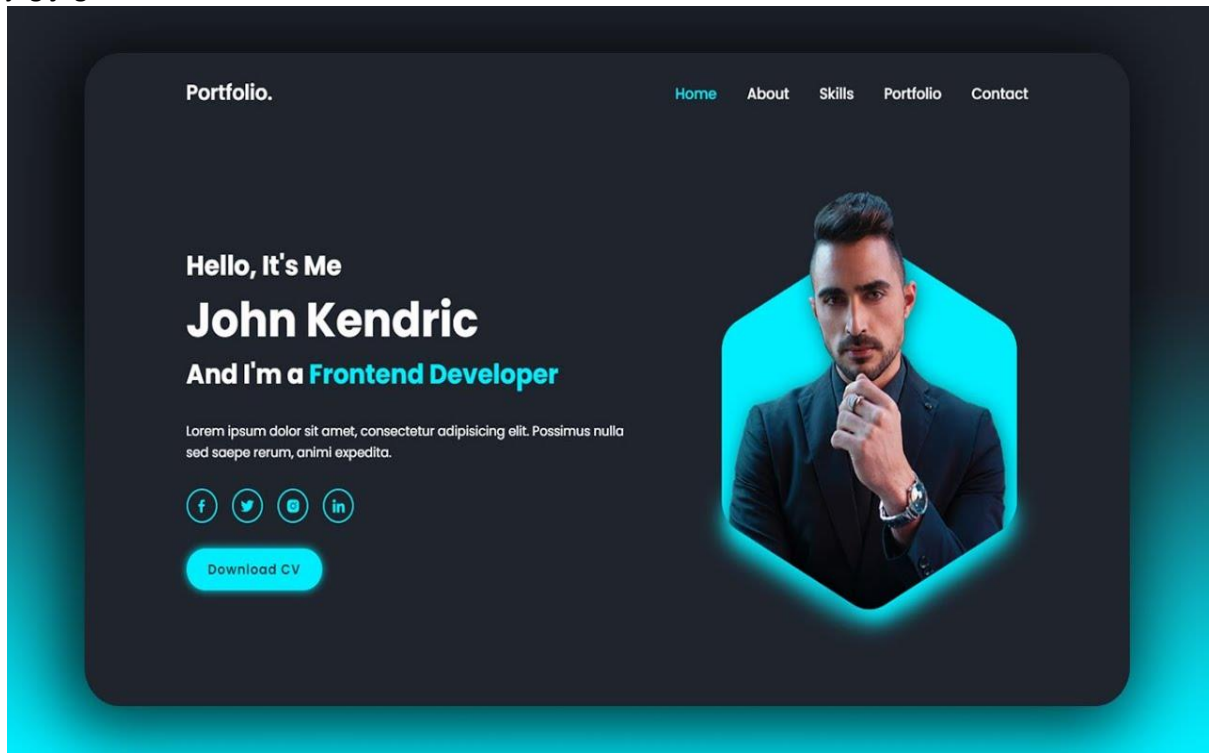 Portfolio.
Home About Skills Portfolio Contact
Hello, It's Me
John Kendric
And I'm a Frontend Developer
Lorem ipsum dolor sit amet, consectetur adipisicing elit. Possimus nulla
sed saepe rerum, animi expedita.
f in
Download CV